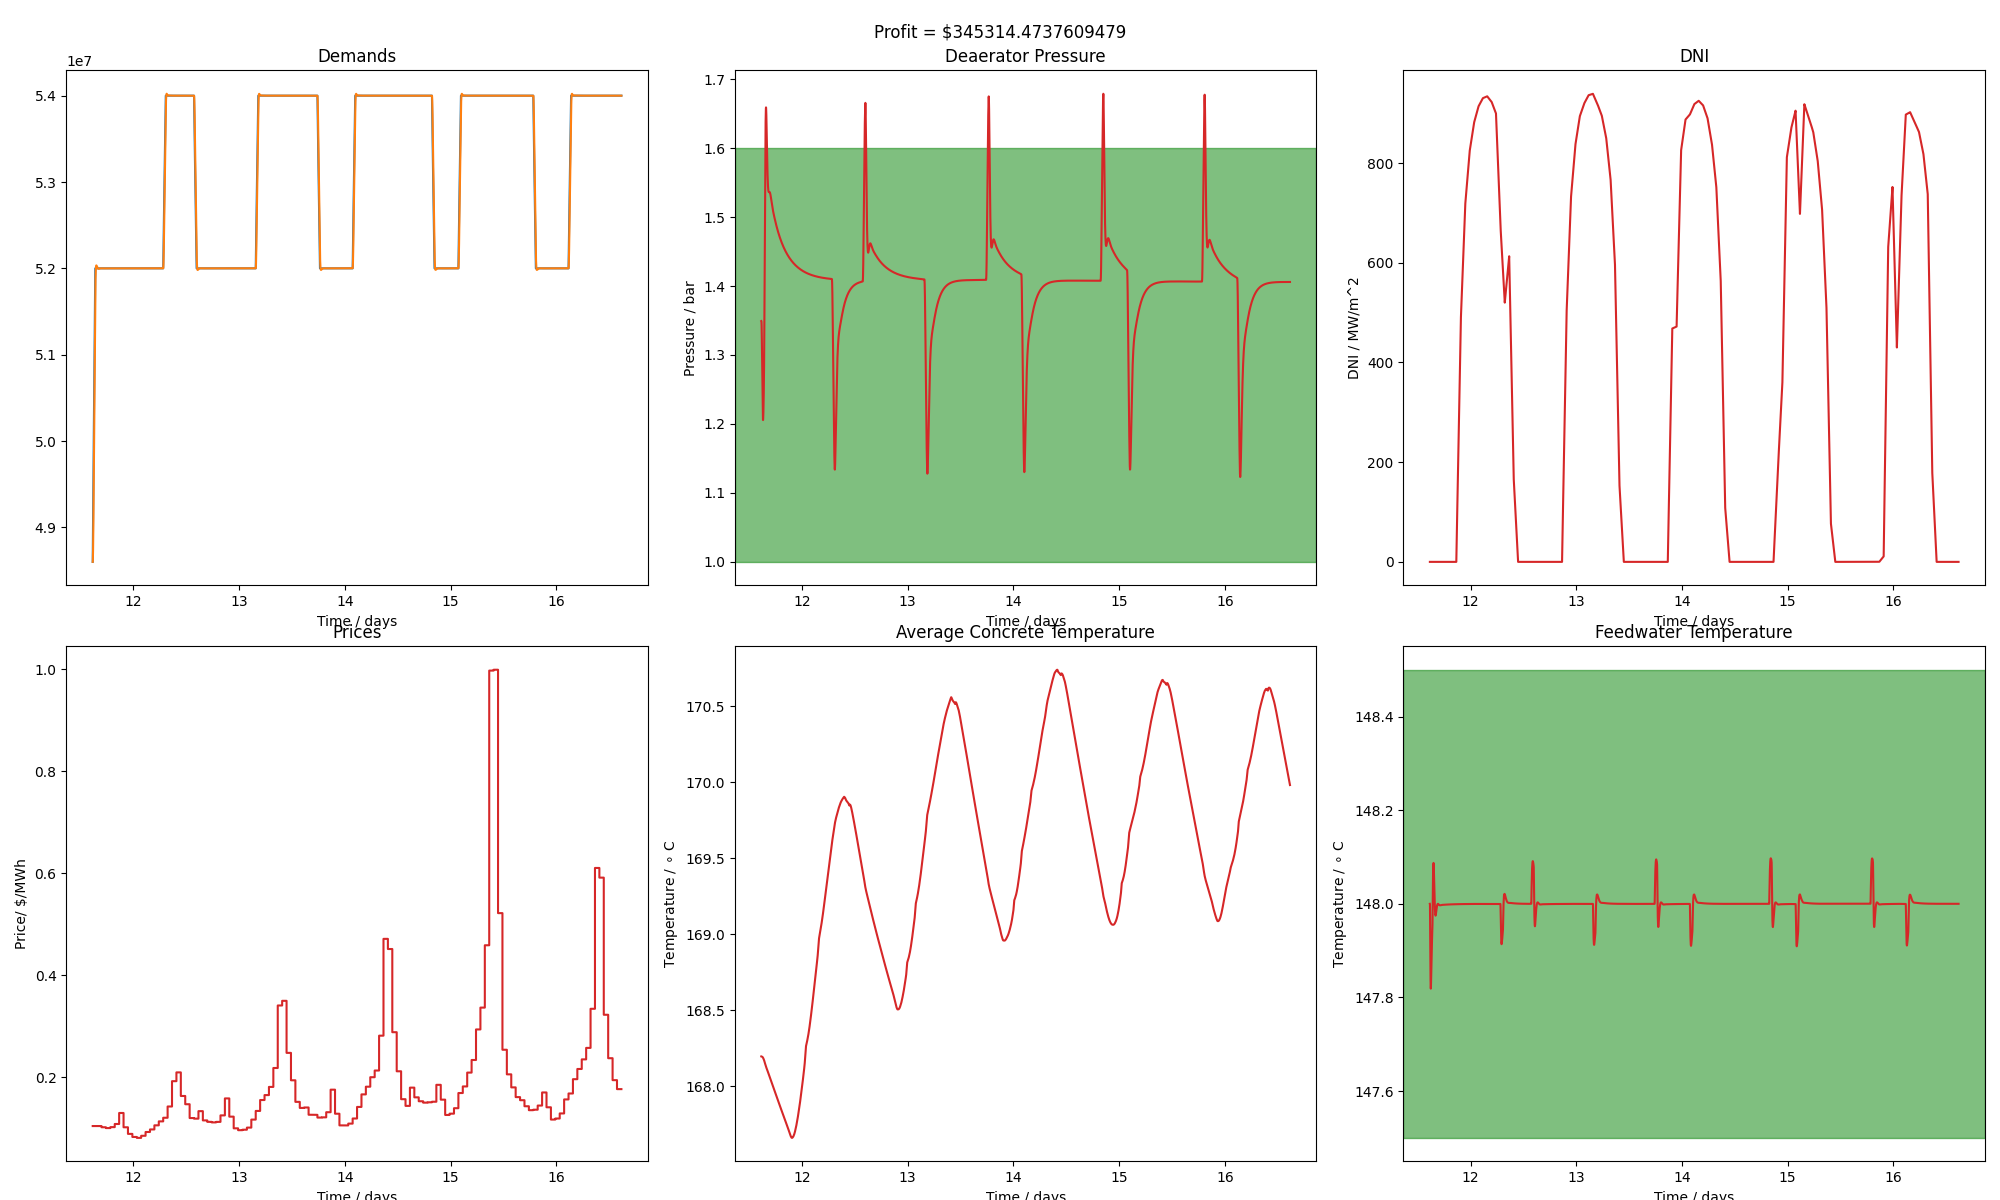 Profit = $345314.4737609479
Demands
1e7
5.4
5.3
5.2
5.1
5.0
4.9
12 13 14 15 16
Time / days
Deaerator Pressure
Pressure / bar
1.7
1.6
1.5
1.4
1.3
1.2
1.1
1.0
12 13 14 15 16
Time / days
DNI
DNI / MW/m^2
800
600
400
200
0
12 13 14 15 16
Time / days
Prices
Price/ $/MWh
1.0
0.8
0.6
0.4
0.2
12 13 14 15 16
Time / days
Average Concrete Temperature
Temperature / ∘ C
170.5
170.0
169.5
169.0
168.5
168.0
12 13 14 15 16
Time / days
Feedwater Temperature
Temperature / ∘ C
148.4
148.2
148.0
147.8
147.6
12 13 14 15 16
Time / days